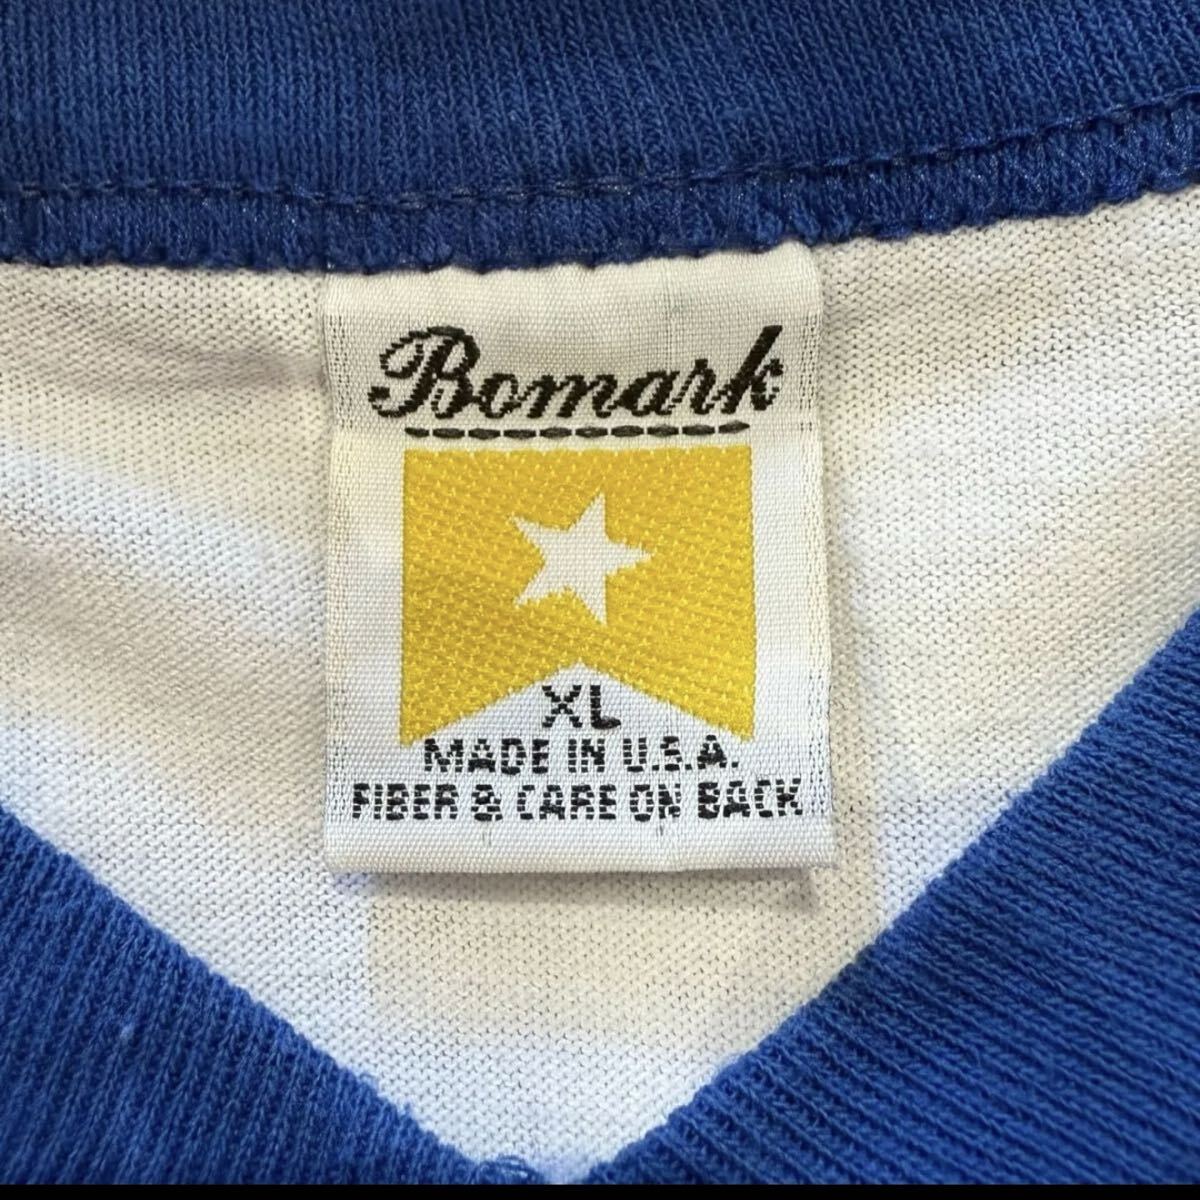 Bomark
XL
MADE IN U.S.A.
FIBER & CARE ON BACK